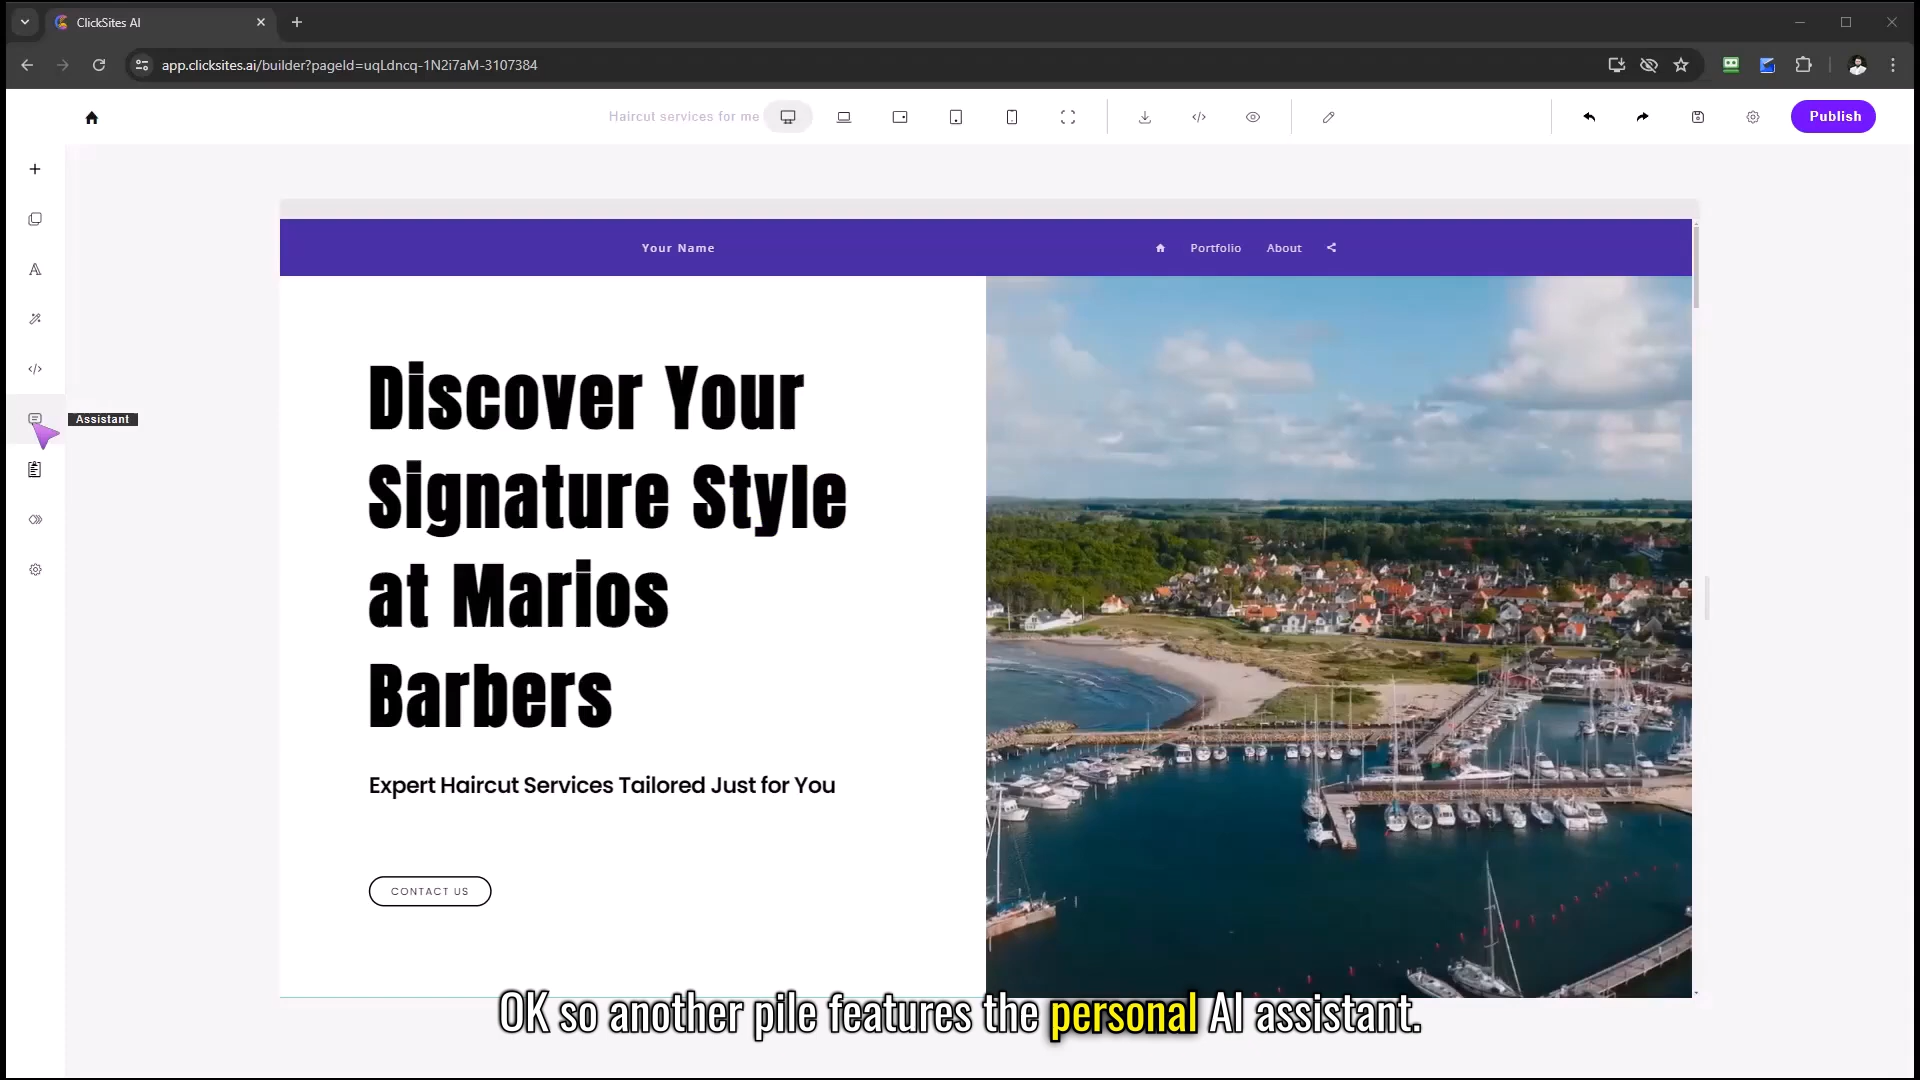 ClickSites AI
app.clicksites.ai/builder?pageId=uqLdncq-1N2i7aM-3107384
Haircut services for me
Publish
Your Name
Portfolio
About
Assistant
Discover Your
Signature Style
at Marios
Barbers
Expert Haircut Services Tailored Just for You
CONTACT US
OK so another pile features the personal AI assistant.